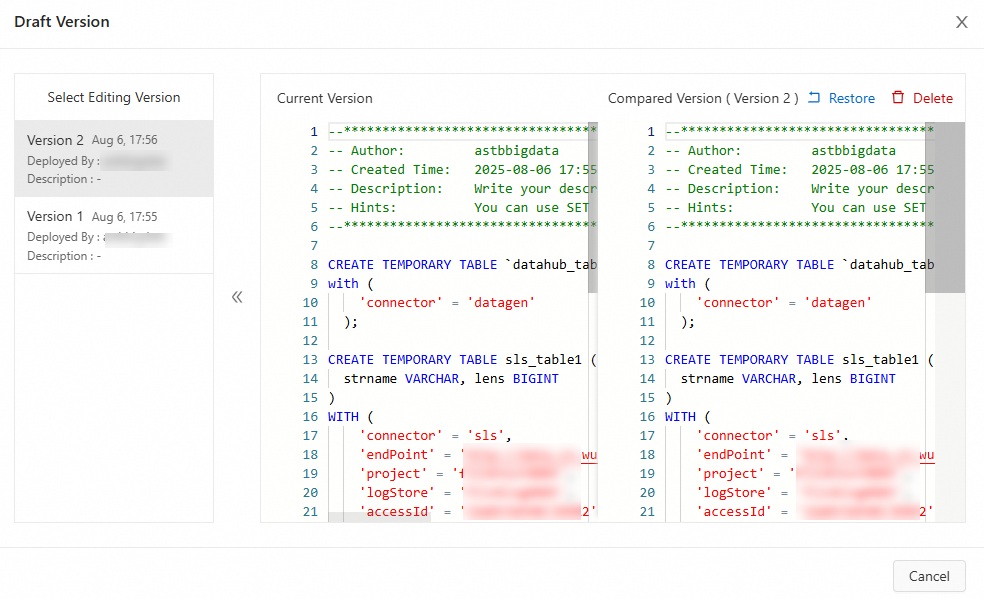 Draft Version
Select Editing Version
Version 2 Aug 6, 17:56
Deployed By :
Description : -
Version 1 Aug 6, 17:55
Deployed By :
Description : -
Current Version
1 --*********************************
2 -- Author: astbbigdata
3 -- Created Time: 2025-08-06 17:55
4 -- Description: Write your descr
5 -- Hints: You can use SET
6 --*********************************
7
8 CREATE TEMPORARY TABLE `datahub_tab
9 with (
10 'connector' = 'datagen'
11 );
12
13 CREATE TEMPORARY TABLE sls_table1 (
14 strname VARCHAR, lens BIGINT
15 )
16 WITH (
17 'connector' = 'sls',
18 'endPoint' = ' wu
19 'project' = '
20 'logStore' = '
21 'accessId' = ' 2'
Compared Version ( Version 2 ) Restore Delete
1 --*********************************
2 -- Author: astbbigdata
3 -- Created Time: 2025-08-06 17:55
4 -- Description: Write your descr
5 -- Hints: You can use SET
6 --*********************************
7
8 CREATE TEMPORARY TABLE `datahub_tab
9 with (
10 'connector' = 'datagen'
11 );
12
13 CREATE TEMPORARY TABLE sls_table1 (
14 strname VARCHAR, lens BIGINT
15 )
16 WITH (
17 'connector' = 'sls'.
18 'endPoint' = ' wu
19 'project' = '
20 'logStore' =
21 'accessId' = 2'
Cancel